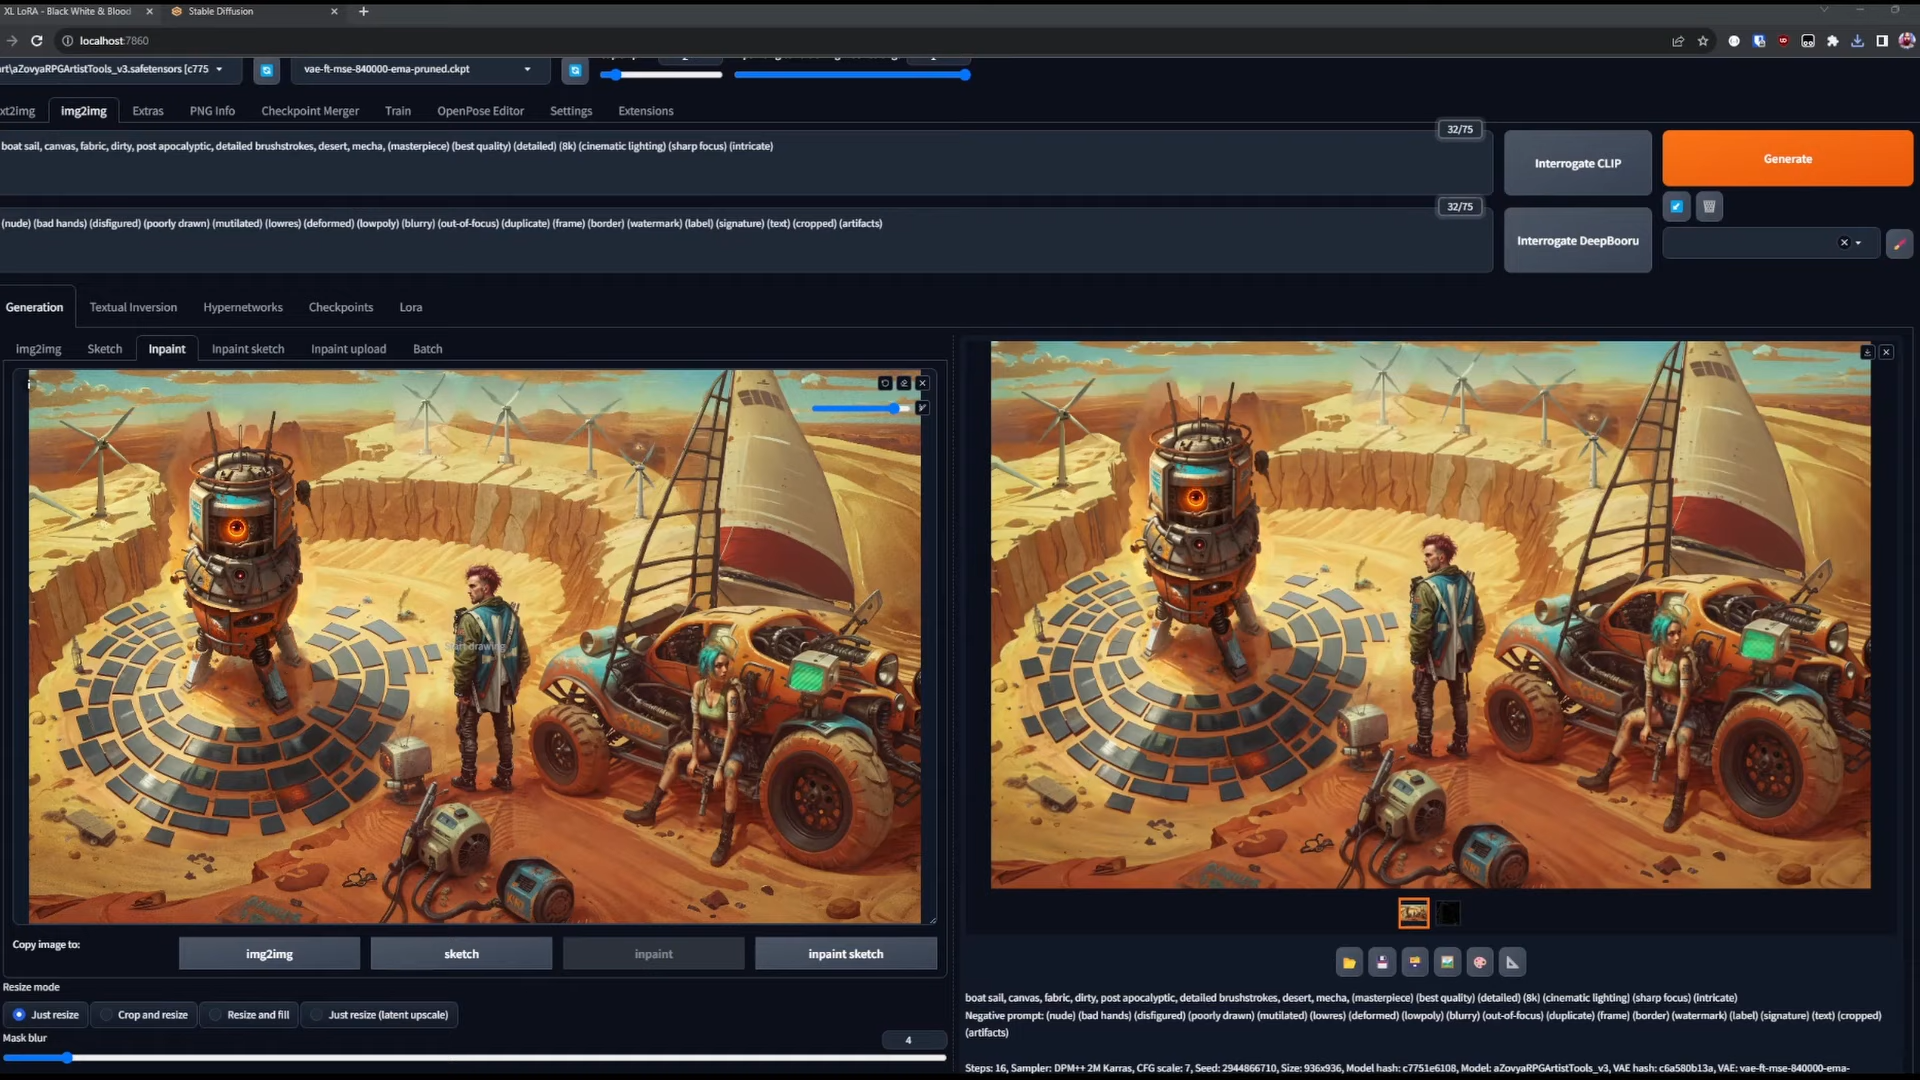 XL LoRA - Black White & Blood
Stable Diffusion
localhost:7860
rt\aZovyaRPGArtistTools_v3.safetensors [c775
vae-ft-mse-840000-ema-pruned.ckpt
xt2img img2img Extras PNG Info Checkpoint Merger Train OpenPose Editor Settings Extensions
32/75
boat sail, canvas, fabric, dirty, post apocalyptic, detailed brushstrokes, desert, mecha, (masterpiece) (best quality) (detailed) (8k) (cinematic lighting) (sharp focus) (intricate)
Interrogate CLIP
Generate
32/75
(nude) (bad hands) (disfigured) (poorly drawn) (mutilated) (lowres) (deformed) (lowpoly) (blurry) (out-of-focus) (duplicate) (frame) (border) (watermark) (label) (signature) (text) (cropped) (artifacts)
Interrogate DeepBooru
Generation Textual Inversion Hypernetworks Checkpoints Lora
img2img Sketch Inpaint Inpaint sketch Inpaint upload Batch
Start drawing
Copy image to:
img2img sketch inpaint inpaint sketch
Resize mode
Just resize Crop and resize Resize and fill Just resize (latent upscale)
Mask blur
4
boat sail, canvas, fabric, dirty, post apocalyptic, detailed brushstrokes, desert, mecha, (masterpiece) (best quality) (detailed) (8k) (cinematic lighting) (sharp focus) (intricate)
Negative prompt: (nude) (bad hands) (disfigured) (poorly drawn) (mutilated) (lowres) (deformed) (lowpoly) (blurry) (out-of-focus) (duplicate) (frame) (border) (watermark) (label) (signature) (text) (cropped)
(artifacts)
Steps: 16, Sampler: DPM++ 2M Karras, CFG scale: 7, Seed: 2944866710, Size: 936x936, Model hash: c7751e6108, Model: aZovyaRPGArtistTools_v3, VAE hash: c6a580b13a, VAE: vae-ft-mse-840000-ema-